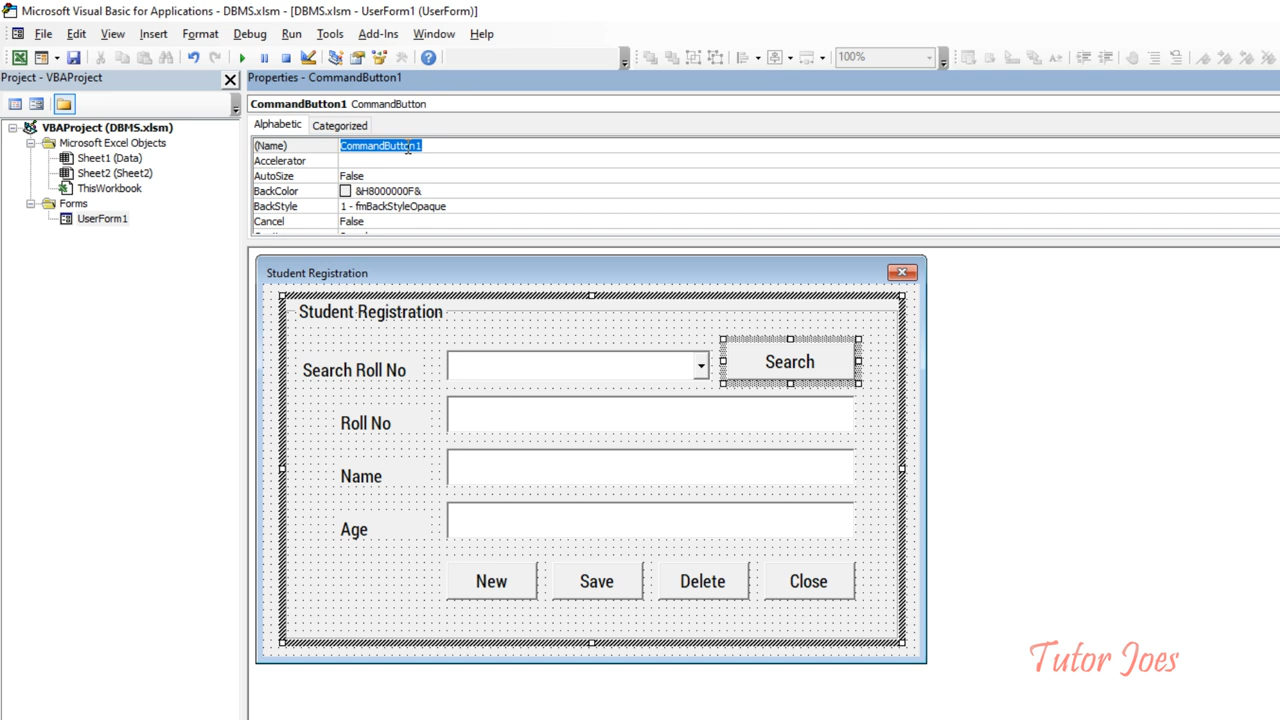 Microsoft Visual Basic for Applications - DBMS.xlsm - [DBMS.xlsm - UserForm1 (UserForm)]
File Edit View Insert Format Debug Run Tools Add-Ins Window Help
100%
Project - VBAProject
Properties - CommandButton1
CommandButton1 CommandButton
Alphabetic Categorized
(Name) CommandButton1
Accelerator
AutoSize False
BackColor &H8000000F&
BackStyle 1 - fmBackStyleOpaque
Cancel False
VBAProject (DBMS.xlsm)
Microsoft Excel Objects
Sheet1 (Data)
Sheet2 (Sheet2)
ThisWorkbook
Forms
UserForm1
Student Registration
Student Registration
Search Roll No
Search
Roll No
Name
Age
New Save Delete Close
Tutor Joes